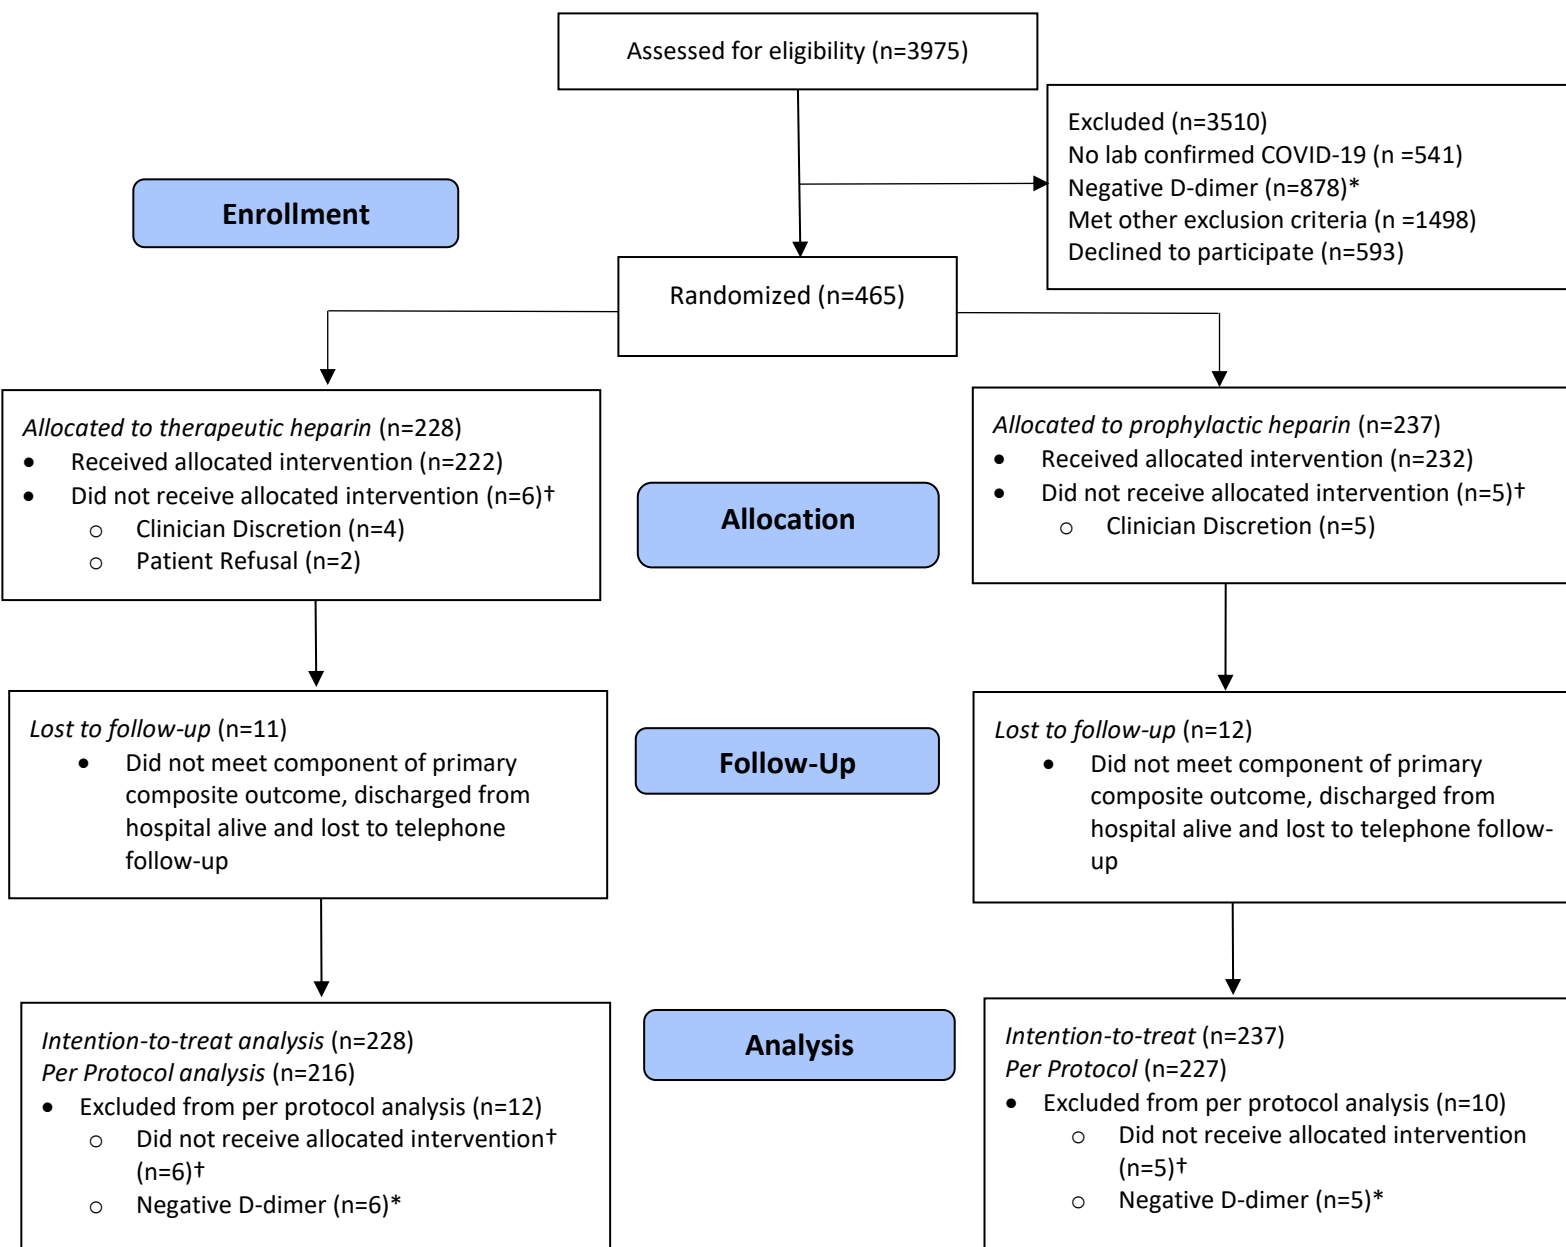 Assessed for eligibility (n=3975)
Excluded (n=3510)
No lab confirmed COVID-19 (n =541)
Negative D-dimer (n=878)*
Met other exclusion criteria (n =1498)
Declined to participate (n=593)
Enrollment
Randomized (n=465)
Allocated to therapeutic heparin (n=228)
• Received allocated intervention (n=222)
• Did not receive allocated intervention (n=6)†
o Clinician Discretion (n=4)
o Patient Refusal (n=2)
Allocation
Allocated to prophylactic heparin (n=237)
• Received allocated intervention (n=232)
• Did not receive allocated intervention (n=5)†
o Clinician Discretion (n=5)
Lost to follow-up (n=11)
• Did not meet component of primary
composite outcome, discharged from
hospital alive and lost to telephone
follow-up
Follow-Up
Lost to follow-up (n=12)
• Did not meet component of primary
composite outcome, discharged from
hospital alive and lost to telephone follow-
up
Intention-to-treat analysis (n=228)
Per Protocol analysis (n=216)
• Excluded from per protocol analysis (n=12)
o Did not receive allocated intervention†
(n=6)†
o Negative D-dimer (n=6)*
Analysis
Intention-to-treat (n=237)
Per Protocol (n=227)
• Excluded from per protocol analysis (n=10)
o Did not receive allocated intervention
(n=5)†
o Negative D-dimer (n=5)*